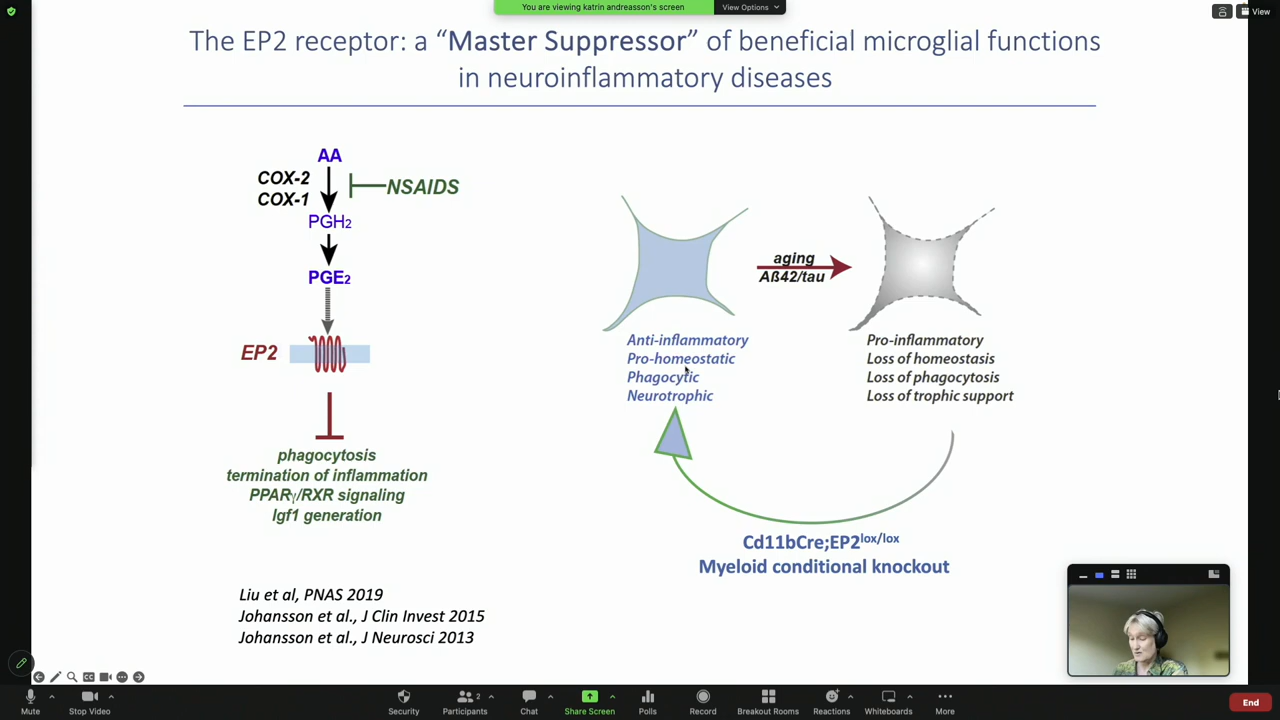 You are viewing katrin andreasson's screen
View Options
View
The EP2 receptor: a “Master Suppressor” of beneficial microglial functions
in neuroinflammatory diseases
AA
COX-2
COX-1
NSAIDS
PGH2
PGE2
EP2
phagocytosis
termination of inflammation
PPARγ/RXR signaling
Igf1 generation
aging
Aß42/tau
Anti-inflammatory
Pro-homeostatic
Phagocytic
Neurotrophic
Pro-inflammatory
Loss of homeostasis
Loss of phagocytosis
Loss of trophic support
Cd11bCre;EP2lox/lox
Myeloid conditional knockout
Liu et al, PNAS 2019
Johansson et al., J Clin Invest 2015
Johansson et al., J Neurosci 2013
Mute
Stop Video
Security
Participants
2
Chat
Share Screen
Polls
Record
Breakout Rooms
Reactions
Whiteboards
More
End